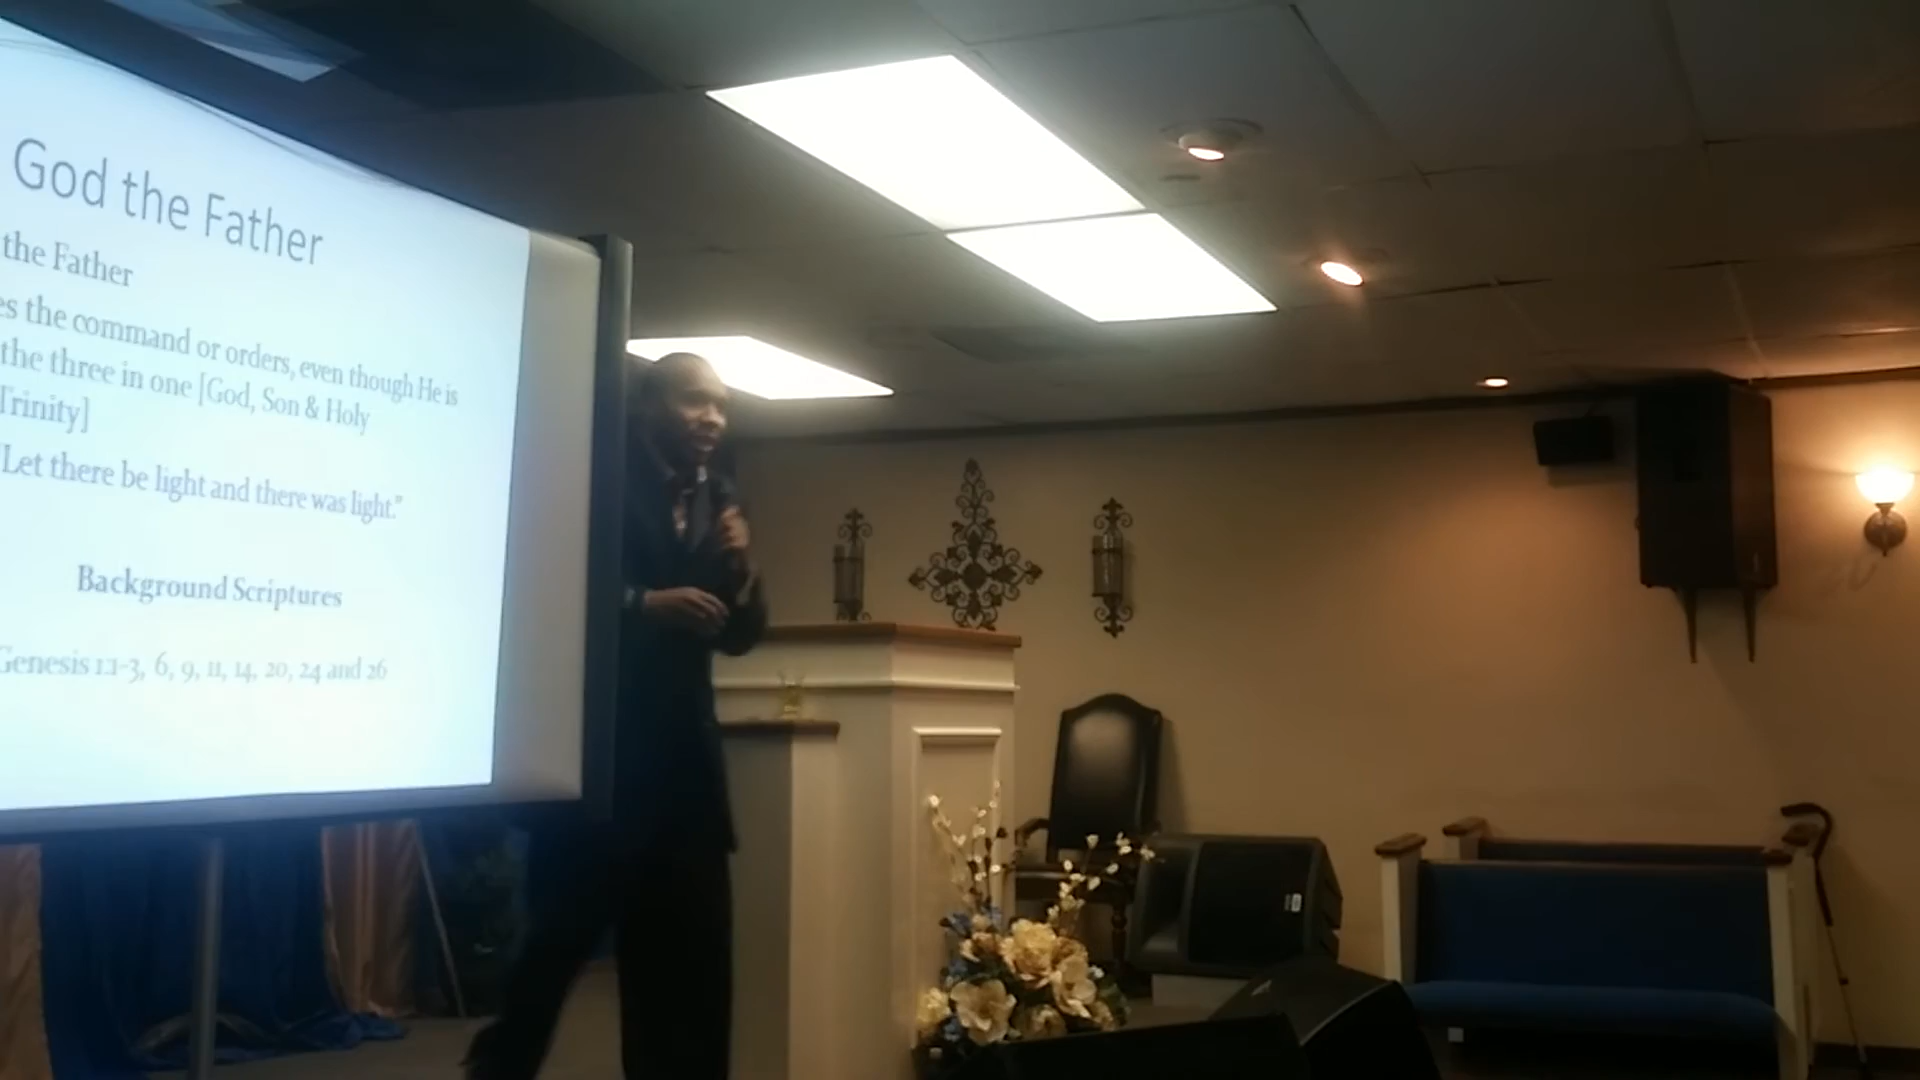 God the Father
the Father
es the command or orders, even though He is
the three in one [God, Son & Holy
Trinity]
"Let there be light and there was light."
Background Scriptures
Genesis 1:1-3, 6, 9, 11, 14, 20, 24 and 26